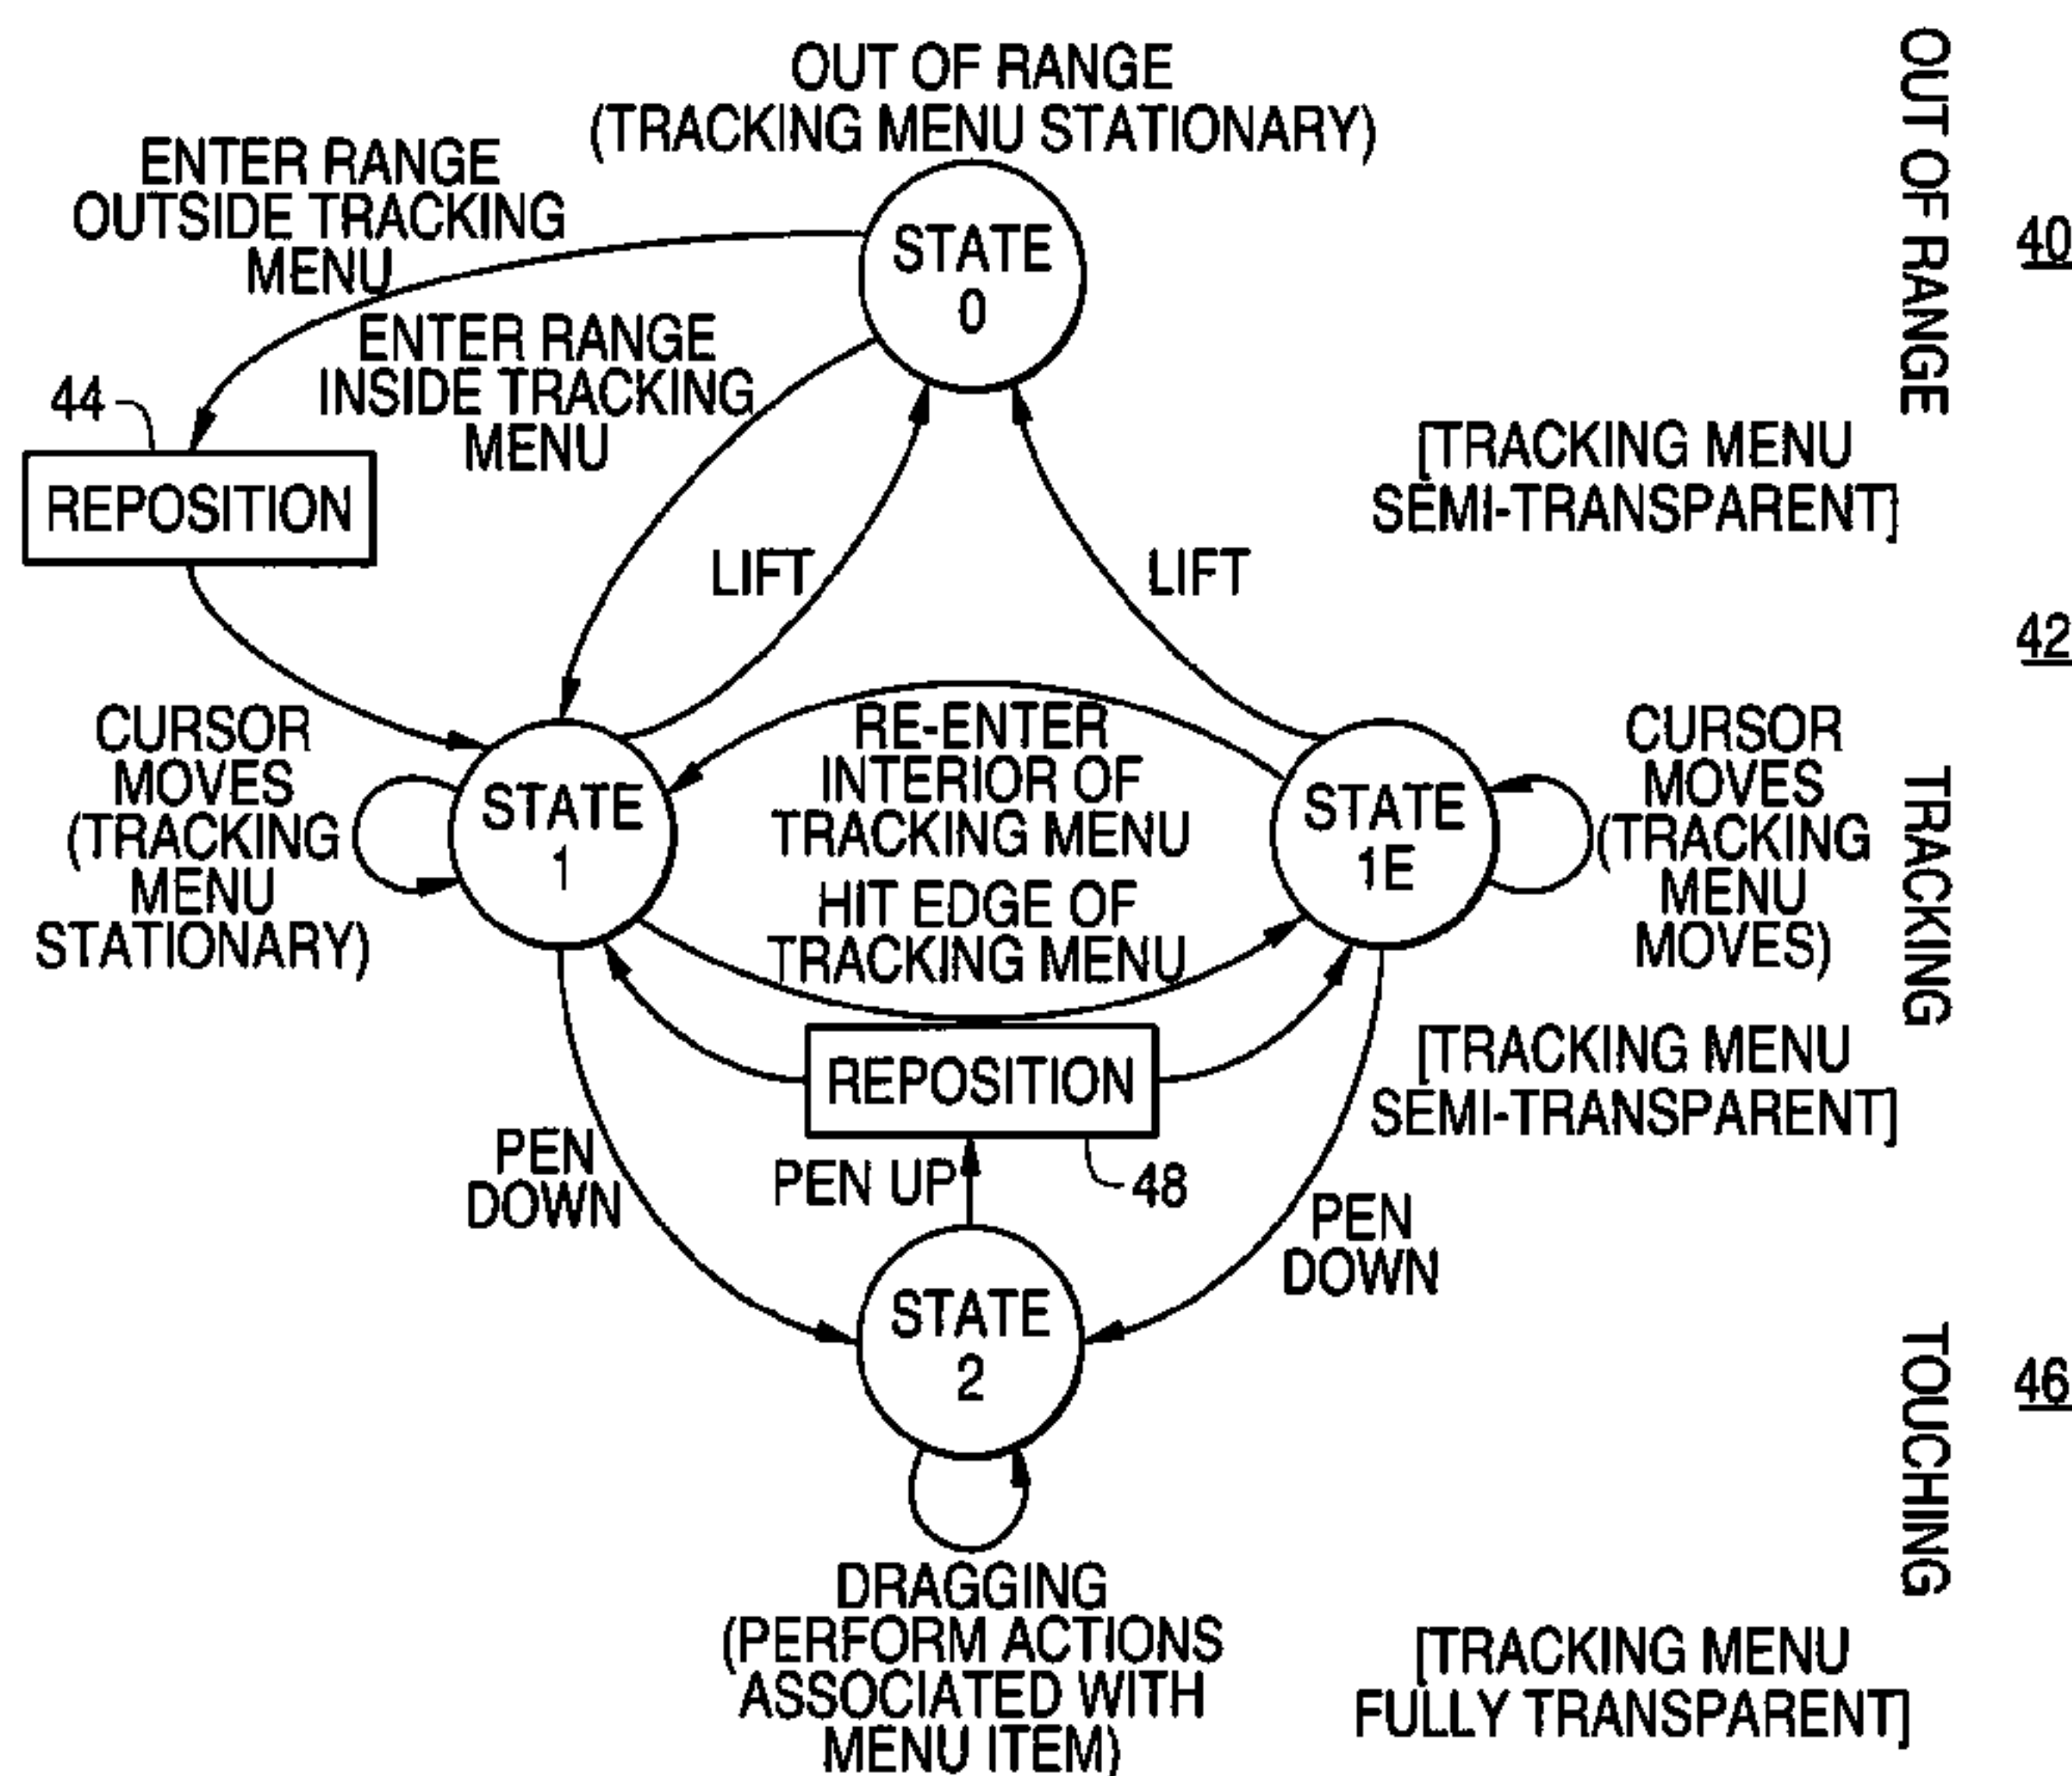 OUT OF RANGE
(TRACKING MENU STATIONARY)
ENTER RANGE
OUTSIDE TRACKING
MENU
STATE
0
OUT OF RANGE
40
ENTER RANGE
INSIDE TRACKING
MENU
44
REPOSITION
[TRACKING MENU
SEMI-TRANSPARENT]
LIFT
LIFT
42
CURSOR
MOVES
(TRACKING
MENU
STATIONARY)
STATE
1
RE-ENTER
INTERIOR OF
TRACKING MENU
HIT EDGE OF
TRACKING MENU
STATE
1E
CURSOR
MOVES
(TRACKING
MENU
MOVES)
TRACKING
REPOSITION
[TRACKING MENU
SEMI-TRANSPARENT]
PEN
DOWN
PEN UP
48
PEN
DOWN
STATE
2
TOUCHING
46
DRAGGING
(PERFORM ACTIONS
ASSOCIATED WITH
MENU ITEM)
[TRACKING MENU
FULLY TRANSPARENT]